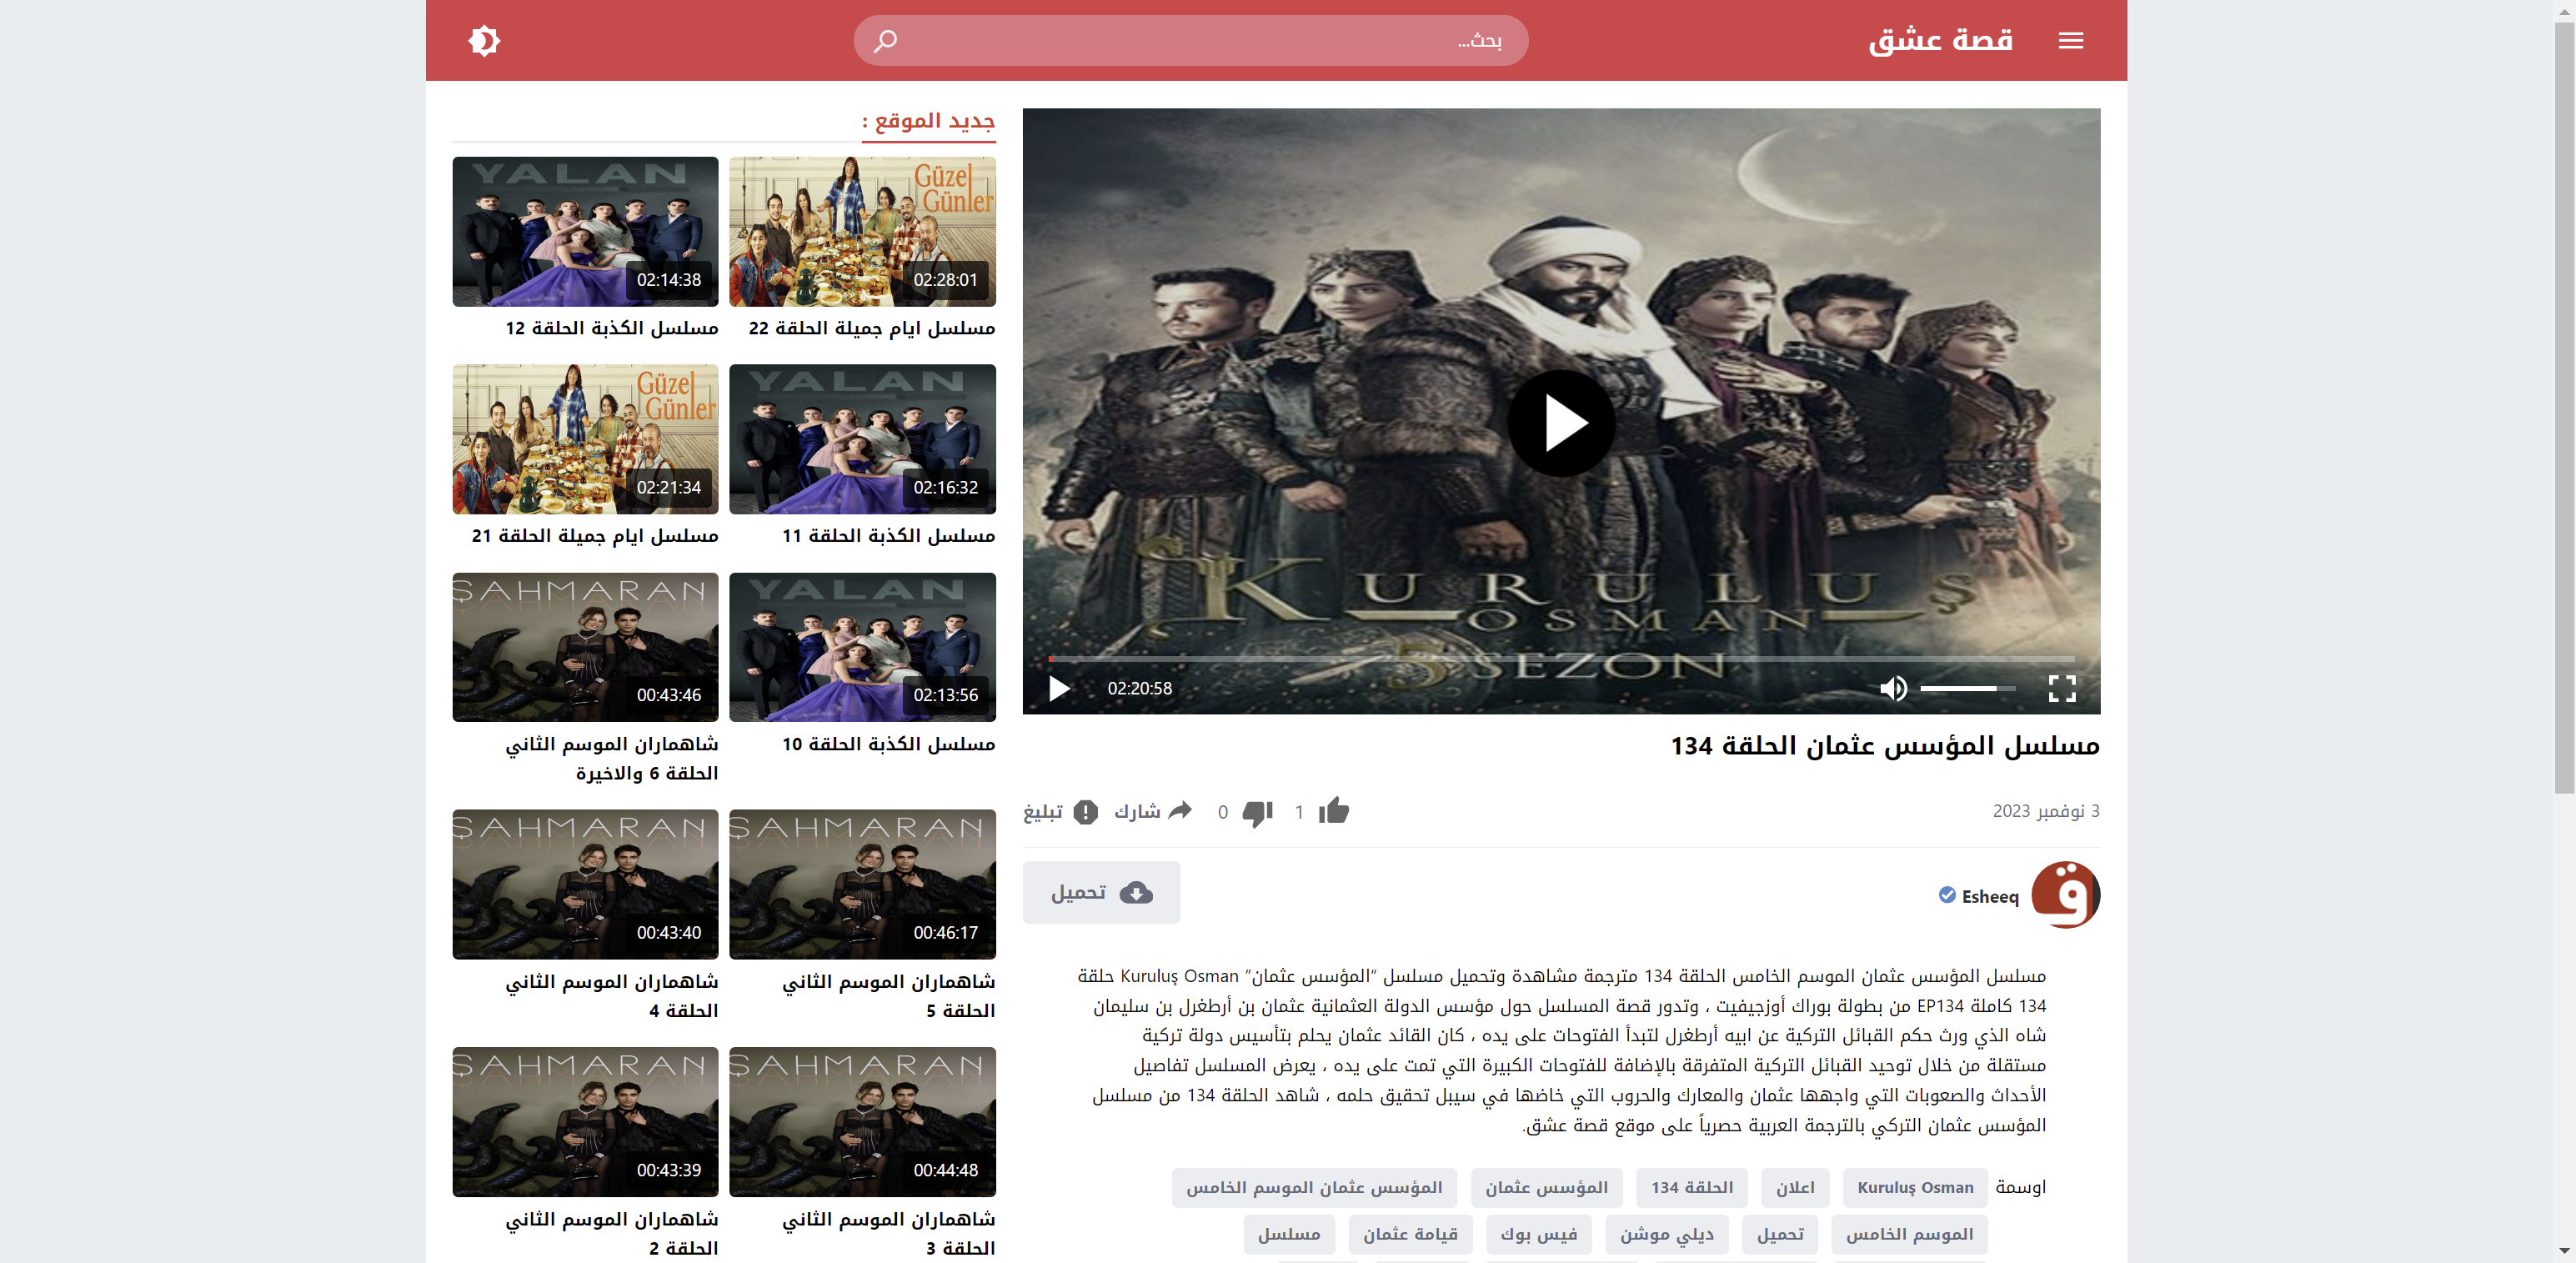 قصة عشق
بحث...
KURULUŞ
OSMAN
5 SEZON
02:20:58
مسلسل المؤسس عثمان الحلقة 134
3 نوفمبر 2023
1
0
شارك
تبليغ
Esheeq
تحميل
مسلسل المؤسس عثمان الموسم الخامس الحلقة 134 مترجمة مشاهدة وتحميل مسلسل “المؤسس عثمان” Kuruluş Osman حلقة
134 كاملة EP134 من بطولة بوراك أوزجيفيت ، وتدور قصة المسلسل حول مؤسس الدولة العثمانية عثمان بن أرطغرل بن سليمان
شاه الذي ورث حكم القبائل التركية عن ابيه أرطغرل لتبدأ الفتوحات على يده ، كان القائد عثمان يحلم بتأسيس دولة تركية
مستقلة من خلال توحيد القبائل التركية المتفرقة بالإضافة للفتوحات الكبيرة التي تمت على يده ، يعرض المسلسل تفاصيل
الأحداث والصعوبات التي واجهها عثمان والمعارك والحروب التي خاضها في سبيل تحقيق حلمه ، شاهد الحلقة 134 من مسلسل
المؤسس عثمان التركي بالترجمة العربية حصرياً على موقع قصة عشق.
اوسمة Kuruluş Osman اعلان الحلقة 134 المؤسس عثمان المؤسس عثمان الموسم الخامس
الموسم الخامس تحميل ديلي موشن فيس بوك قيامة عثمان مسلسل
جديد الموقع :
Güzel
Günler
02:28:01
مسلسل ايام جميلة الحلقة 22
YALAN
02:14:38
مسلسل الكذبة الحلقة 12
YALAN
02:16:32
مسلسل الكذبة الحلقة 11
Güzel
Günler
02:21:34
مسلسل ايام جميلة الحلقة 21
YALAN
02:13:56
مسلسل الكذبة الحلقة 10
ŞAHMARAN
00:43:46
شاهماران الموسم الثاني
الحلقة 6 والاخيرة
ŞAHMARAN
00:46:17
شاهماران الموسم الثاني
الحلقة 5
ŞAHMARAN
00:43:40
شاهماران الموسم الثاني
الحلقة 4
ŞAHMARAN
00:44:48
شاهماران الموسم الثاني
الحلقة 3
ŞAHMARAN
00:43:39
شاهماران الموسم الثاني
الحلقة 2